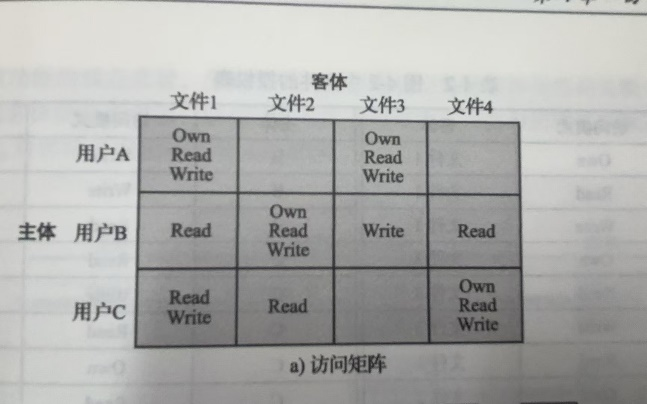 客体
文件1 文件2 文件3 文件4
用户A
Own
Read
Write
Own
Read
Write
主体 用户B
Read
Own
Read
Write
Write
Read
用户C
Read
Write
Read
Own
Read
Write
a) 访问矩阵